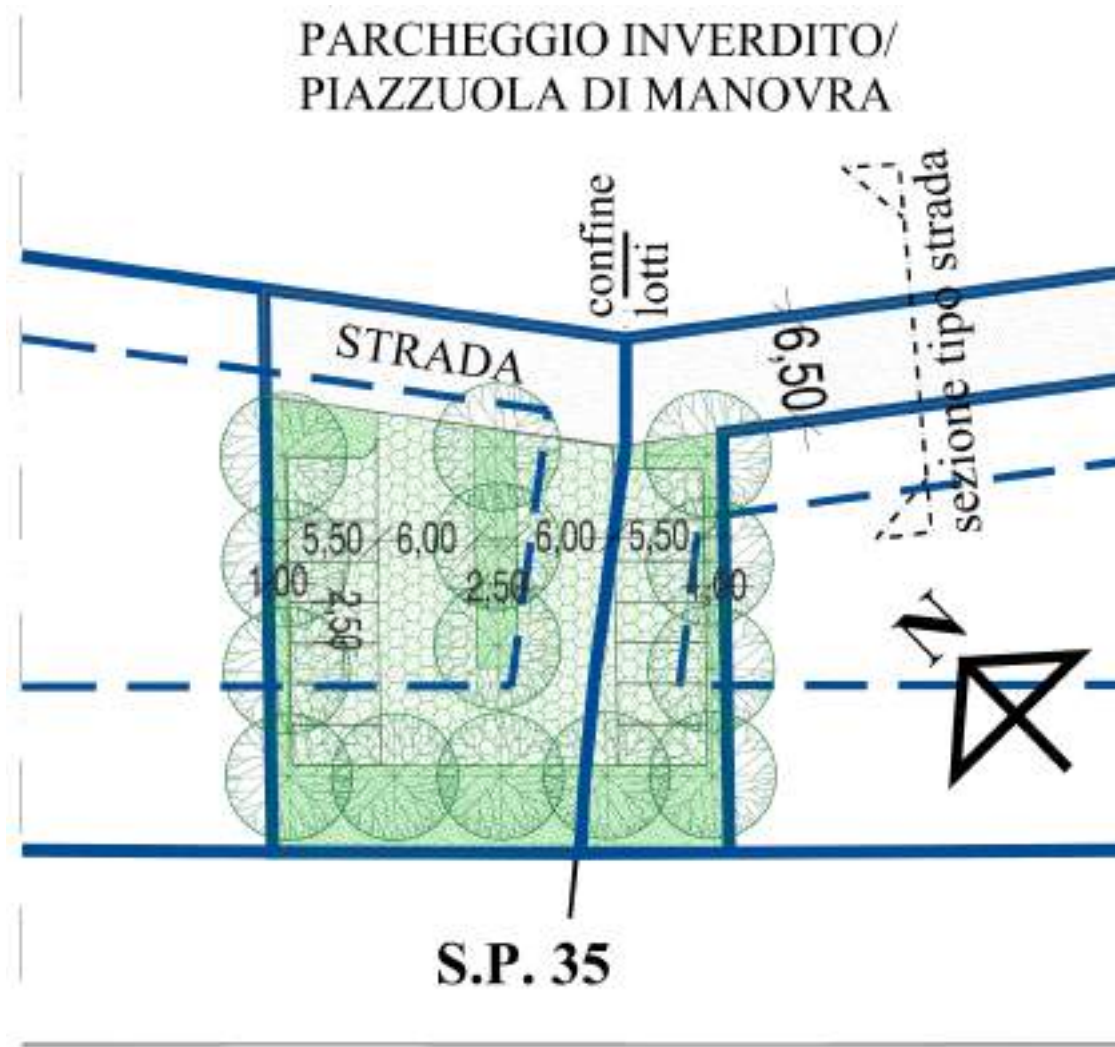 PARCHEGGIO INVERDITO/
PIAZZUOLA DI MANOVRA
confine
lotti
sezione tipo strada
STRADA
6,50
5,50
6,00
6,00
5,50
1,00
2,50
2,50
1,00
N
S.P. 35